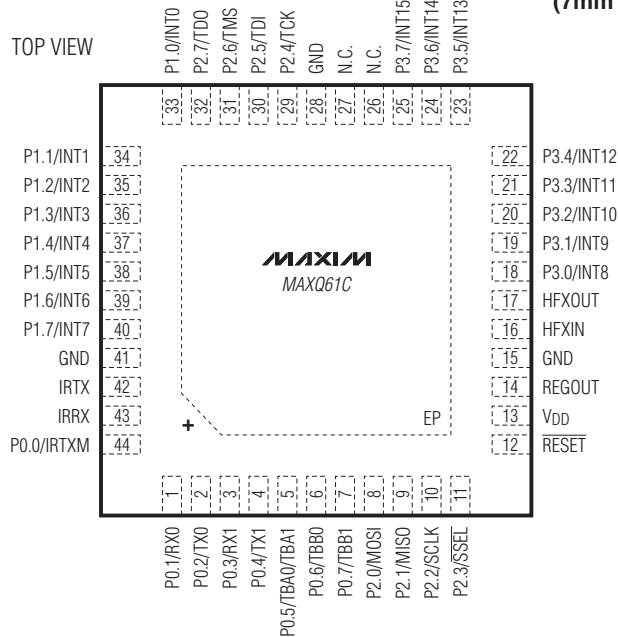 (7mm
TOP VIEW
P1.0/INT0
P2.7/TDO
P2.6/TMS
P2.5/TDI
P2.4/TCK
GND
N.C.
N.C.
P3.7/INT15
P3.6/INT14
P3.5/INT13
33
32
31
30
29
28
27
26
25
24
23
P1.1/INT1 34
P1.2/INT2 35
P1.3/INT3 36
P1.4/INT4 37
P1.5/INT5 38
P1.6/INT6 39
P1.7/INT7 40
GND 41
IRTX 42
IRRX 43
P0.0/IRTXM 44
MAXIM
MAXQ61C
+
EP
22 P3.4/INT12
21 P3.3/INT11
20 P3.2/INT10
19 P3.1/INT9
18 P3.0/INT8
17 HFXOUT
16 HFXIN
15 GND
14 REGOUT
13 VDD
12 RESET
1
2
3
4
5
6
7
8
9
10
11
P0.1/RX0
P0.2/TX0
P0.3/RX1
P0.4/TX1
P0.5/TBA0/TBA1
P0.6/TBB0
P0.7/TBB1
P2.0/MOSI
P2.1/MISO
P2.2/SCLK
P2.3/SSEL